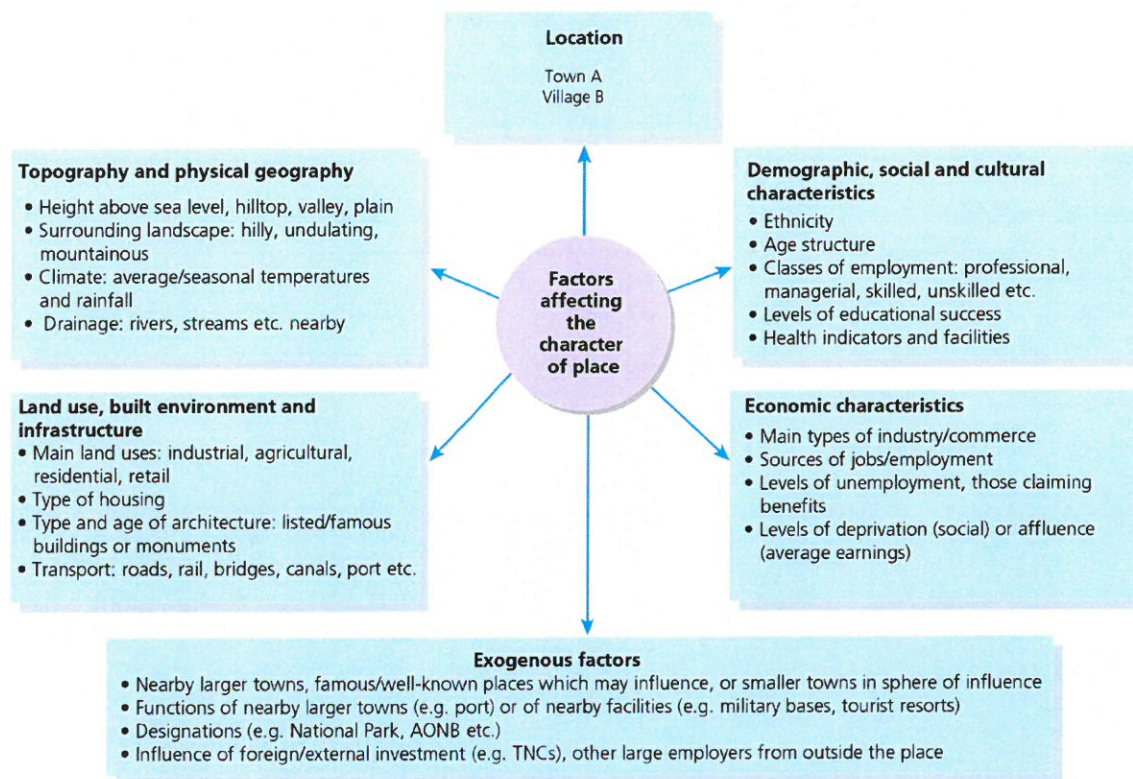 Location
Town A
Village B
Topography and physical geography
• Height above sea level, hilltop, valley, plain
• Surrounding landscape: hilly, undulating,
mountainous
• Climate: average/seasonal temperatures
and rainfall
• Drainage: rivers, streams etc. nearby
Demographic, social and cultural
characteristics
• Ethnicity
• Age structure
• Classes of employment: professional,
managerial, skilled, unskilled etc.
• Levels of educational success
• Health indicators and facilities
Factors
affecting
the
character
of place
Land use, built environment and
infrastructure
• Main land uses: industrial, agricultural,
residential, retail
• Type of housing
• Type and age of architecture: listed/famous
buildings or monuments
• Transport: roads, rail, bridges, canals, port etc.
Economic characteristics
• Main types of industry/commerce
• Sources of jobs/employment
• Levels of unemployment, those claiming
benefits
• Levels of deprivation (social) or affluence
(average earnings)
Exogenous factors
• Nearby larger towns, famous/well-known places which may influence, or smaller towns in sphere of influence
• Functions of nearby larger towns (e.g. port) or of nearby facilities (e.g. military bases, tourist resorts)
• Designations (e.g. National Park, AONB etc.)
• Influence of foreign/external investment (e.g. TNCs), other large employers from outside the place